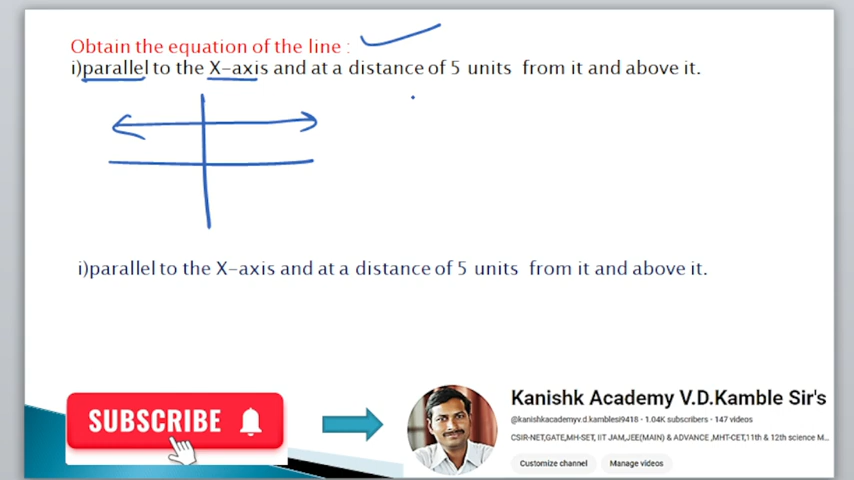 Obtain the equation of the line :
i)parallel to the X-axis and at a distance of 5 units from it and above it.
i)parallel to the X-axis and at a distance of 5 units from it and above it.
SUBSCRIBE
Kanishk Academy V.D.Kamble Sir's
@kanishkacademyv.d.kamblesi9418 · 1.04K subscribers · 147 videos
CSIR-NET,GATE,MH-SET, IIT JAM,JEE(MAIN) & ADVANCE ,MHT-CET,11th & 12th science M...
Customize channel
Manage videos